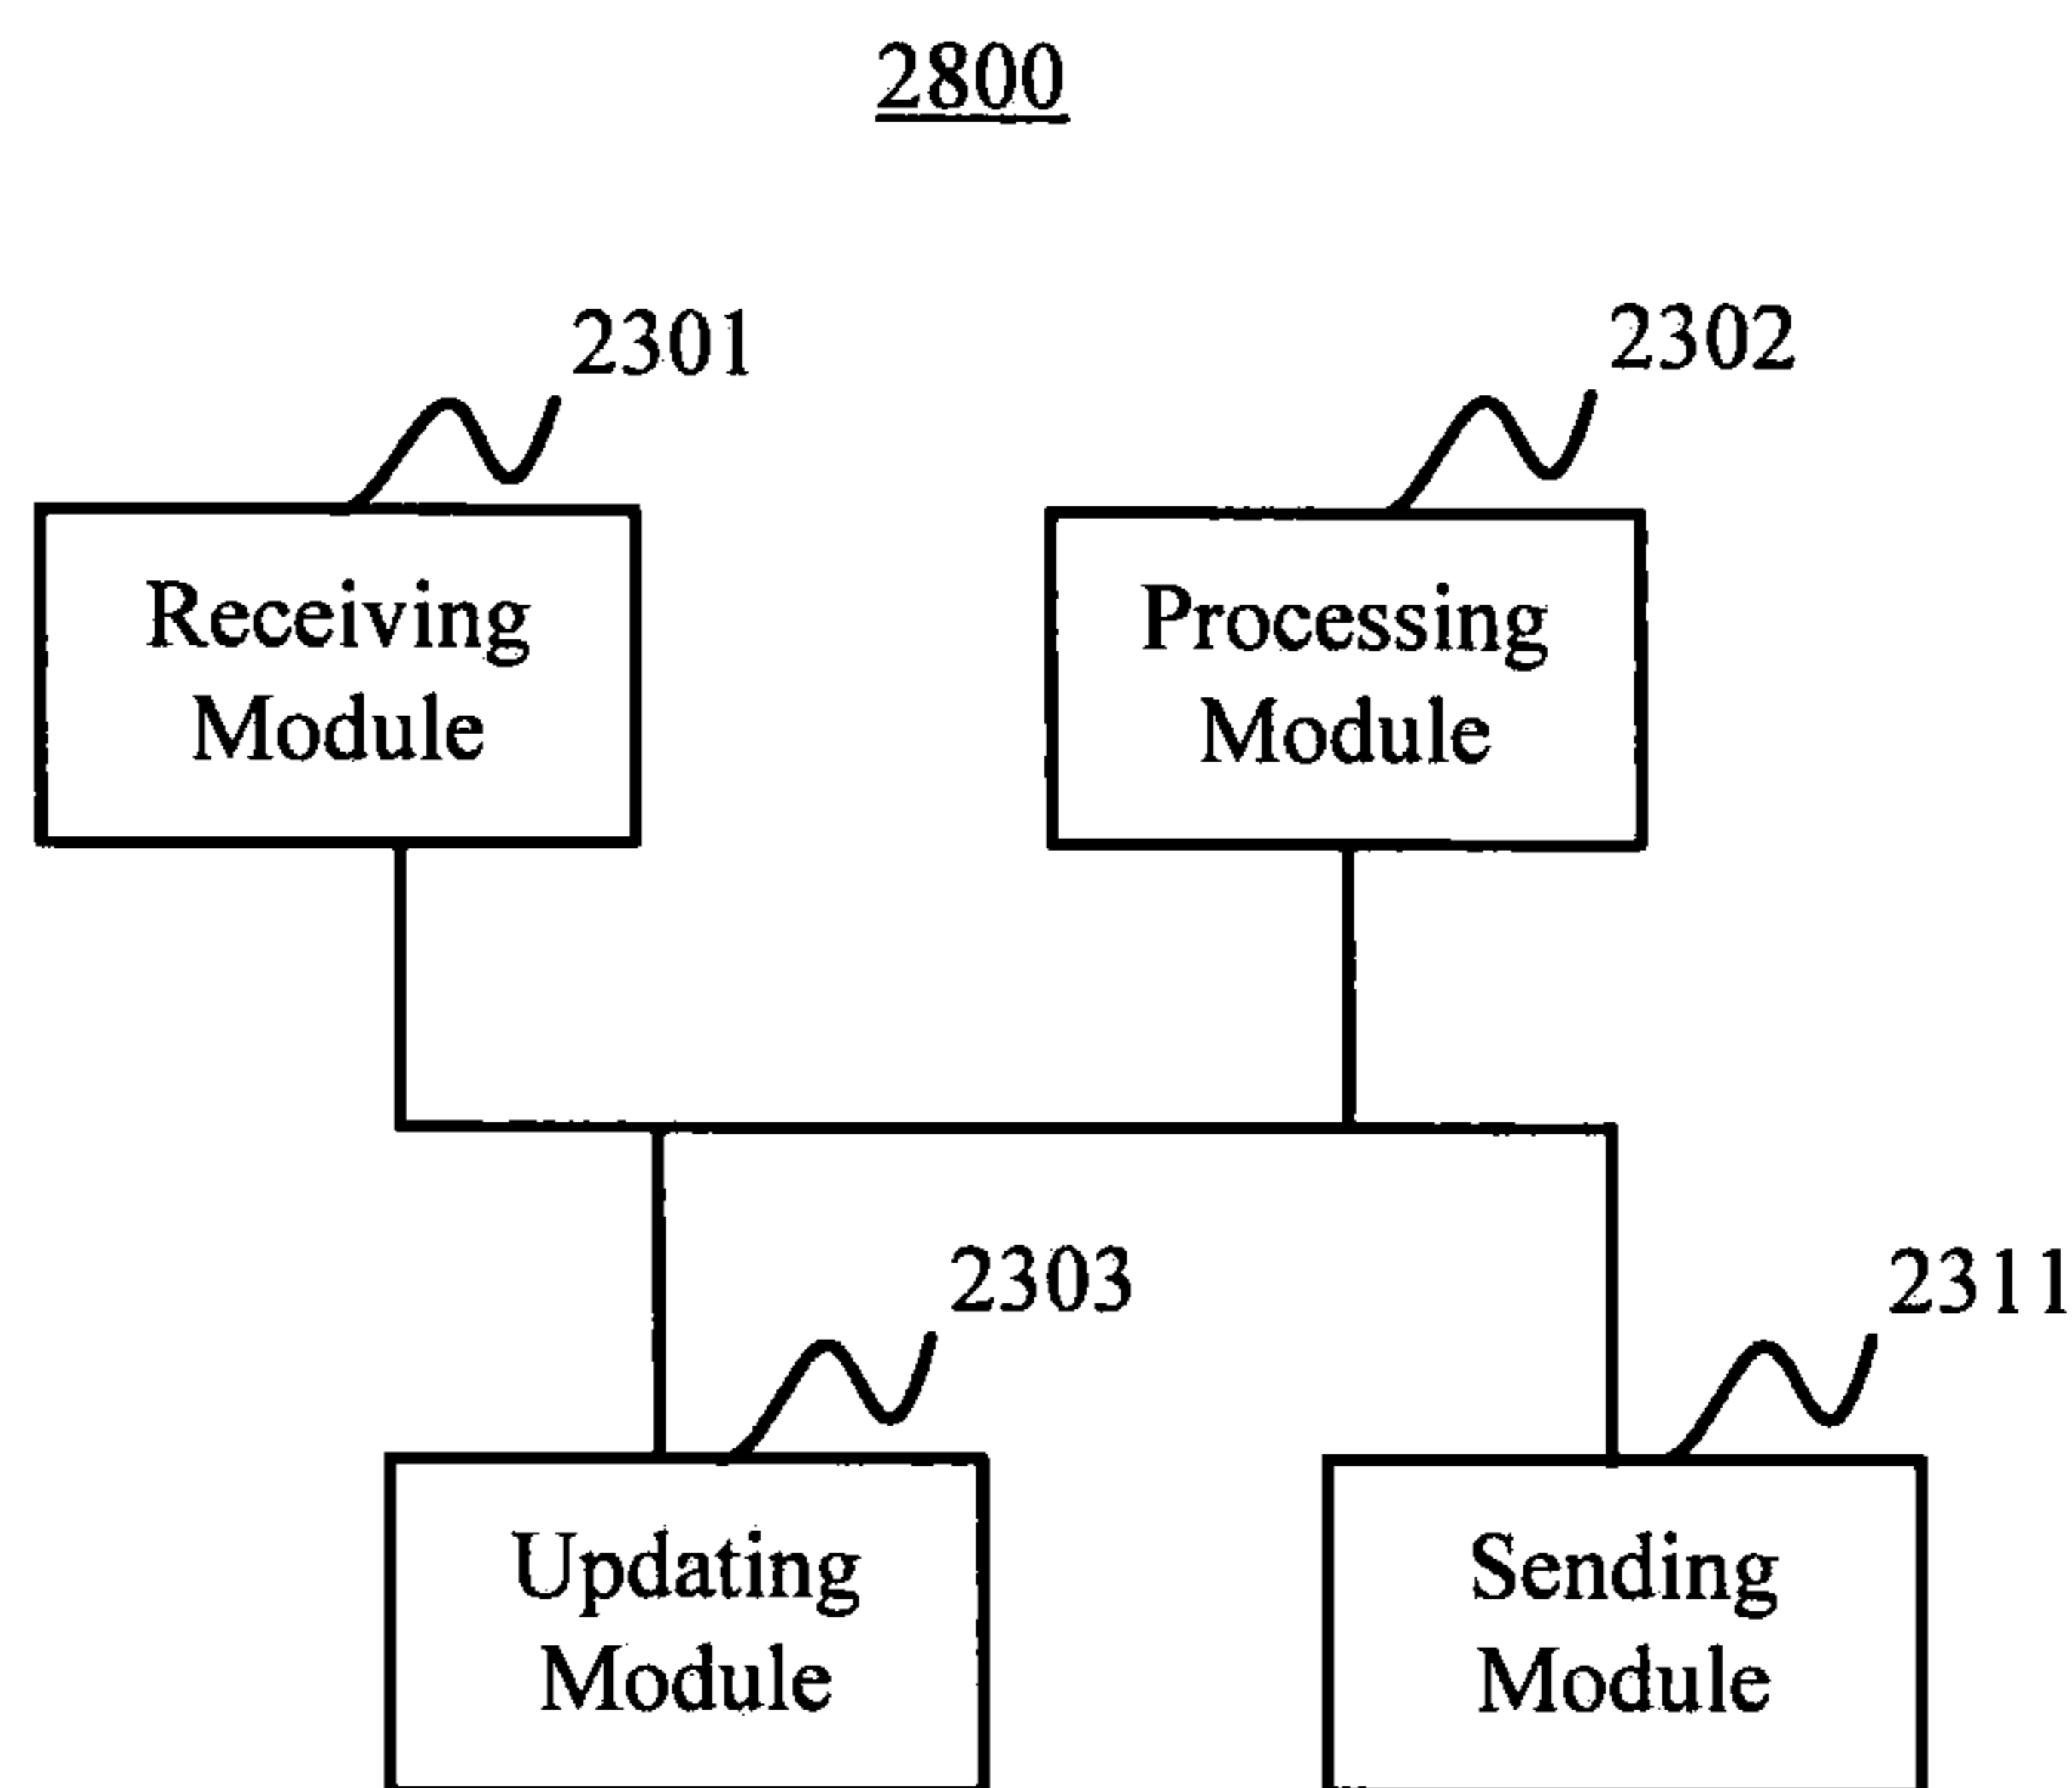 2800
2301
2302
Receiving
Module
Processing
Module
2303
2311
Updating
Module
Sending
Module